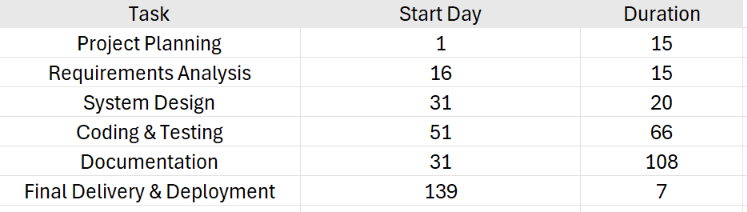 Task Start Day Duration
Project Planning 1 15
Requirements Analysis 16 15
System Design 31 20
Coding & Testing 51 66
Documentation 31 108
Final Delivery & Deployment 139 7